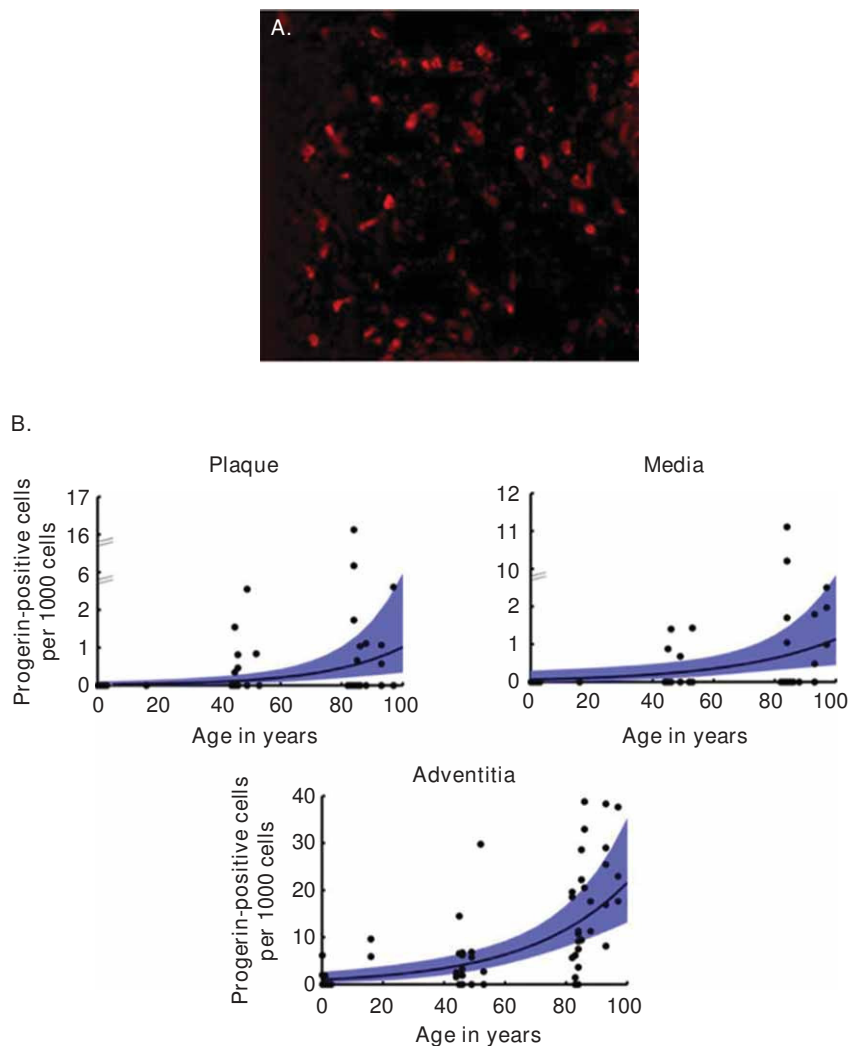 A.
B.
Plaque
Progerin-positive cells
per 1000 cells
17
16
6
2
1
0
0 20 40 60 80 100
Age in years
Media
12
11
10
2
1
0
0 20 40 60 80 100
Age in years
Adventitia
Progerin-positive cells
per 1000 cells
40
30
20
10
0
0 20 40 60 80 100
Age in years